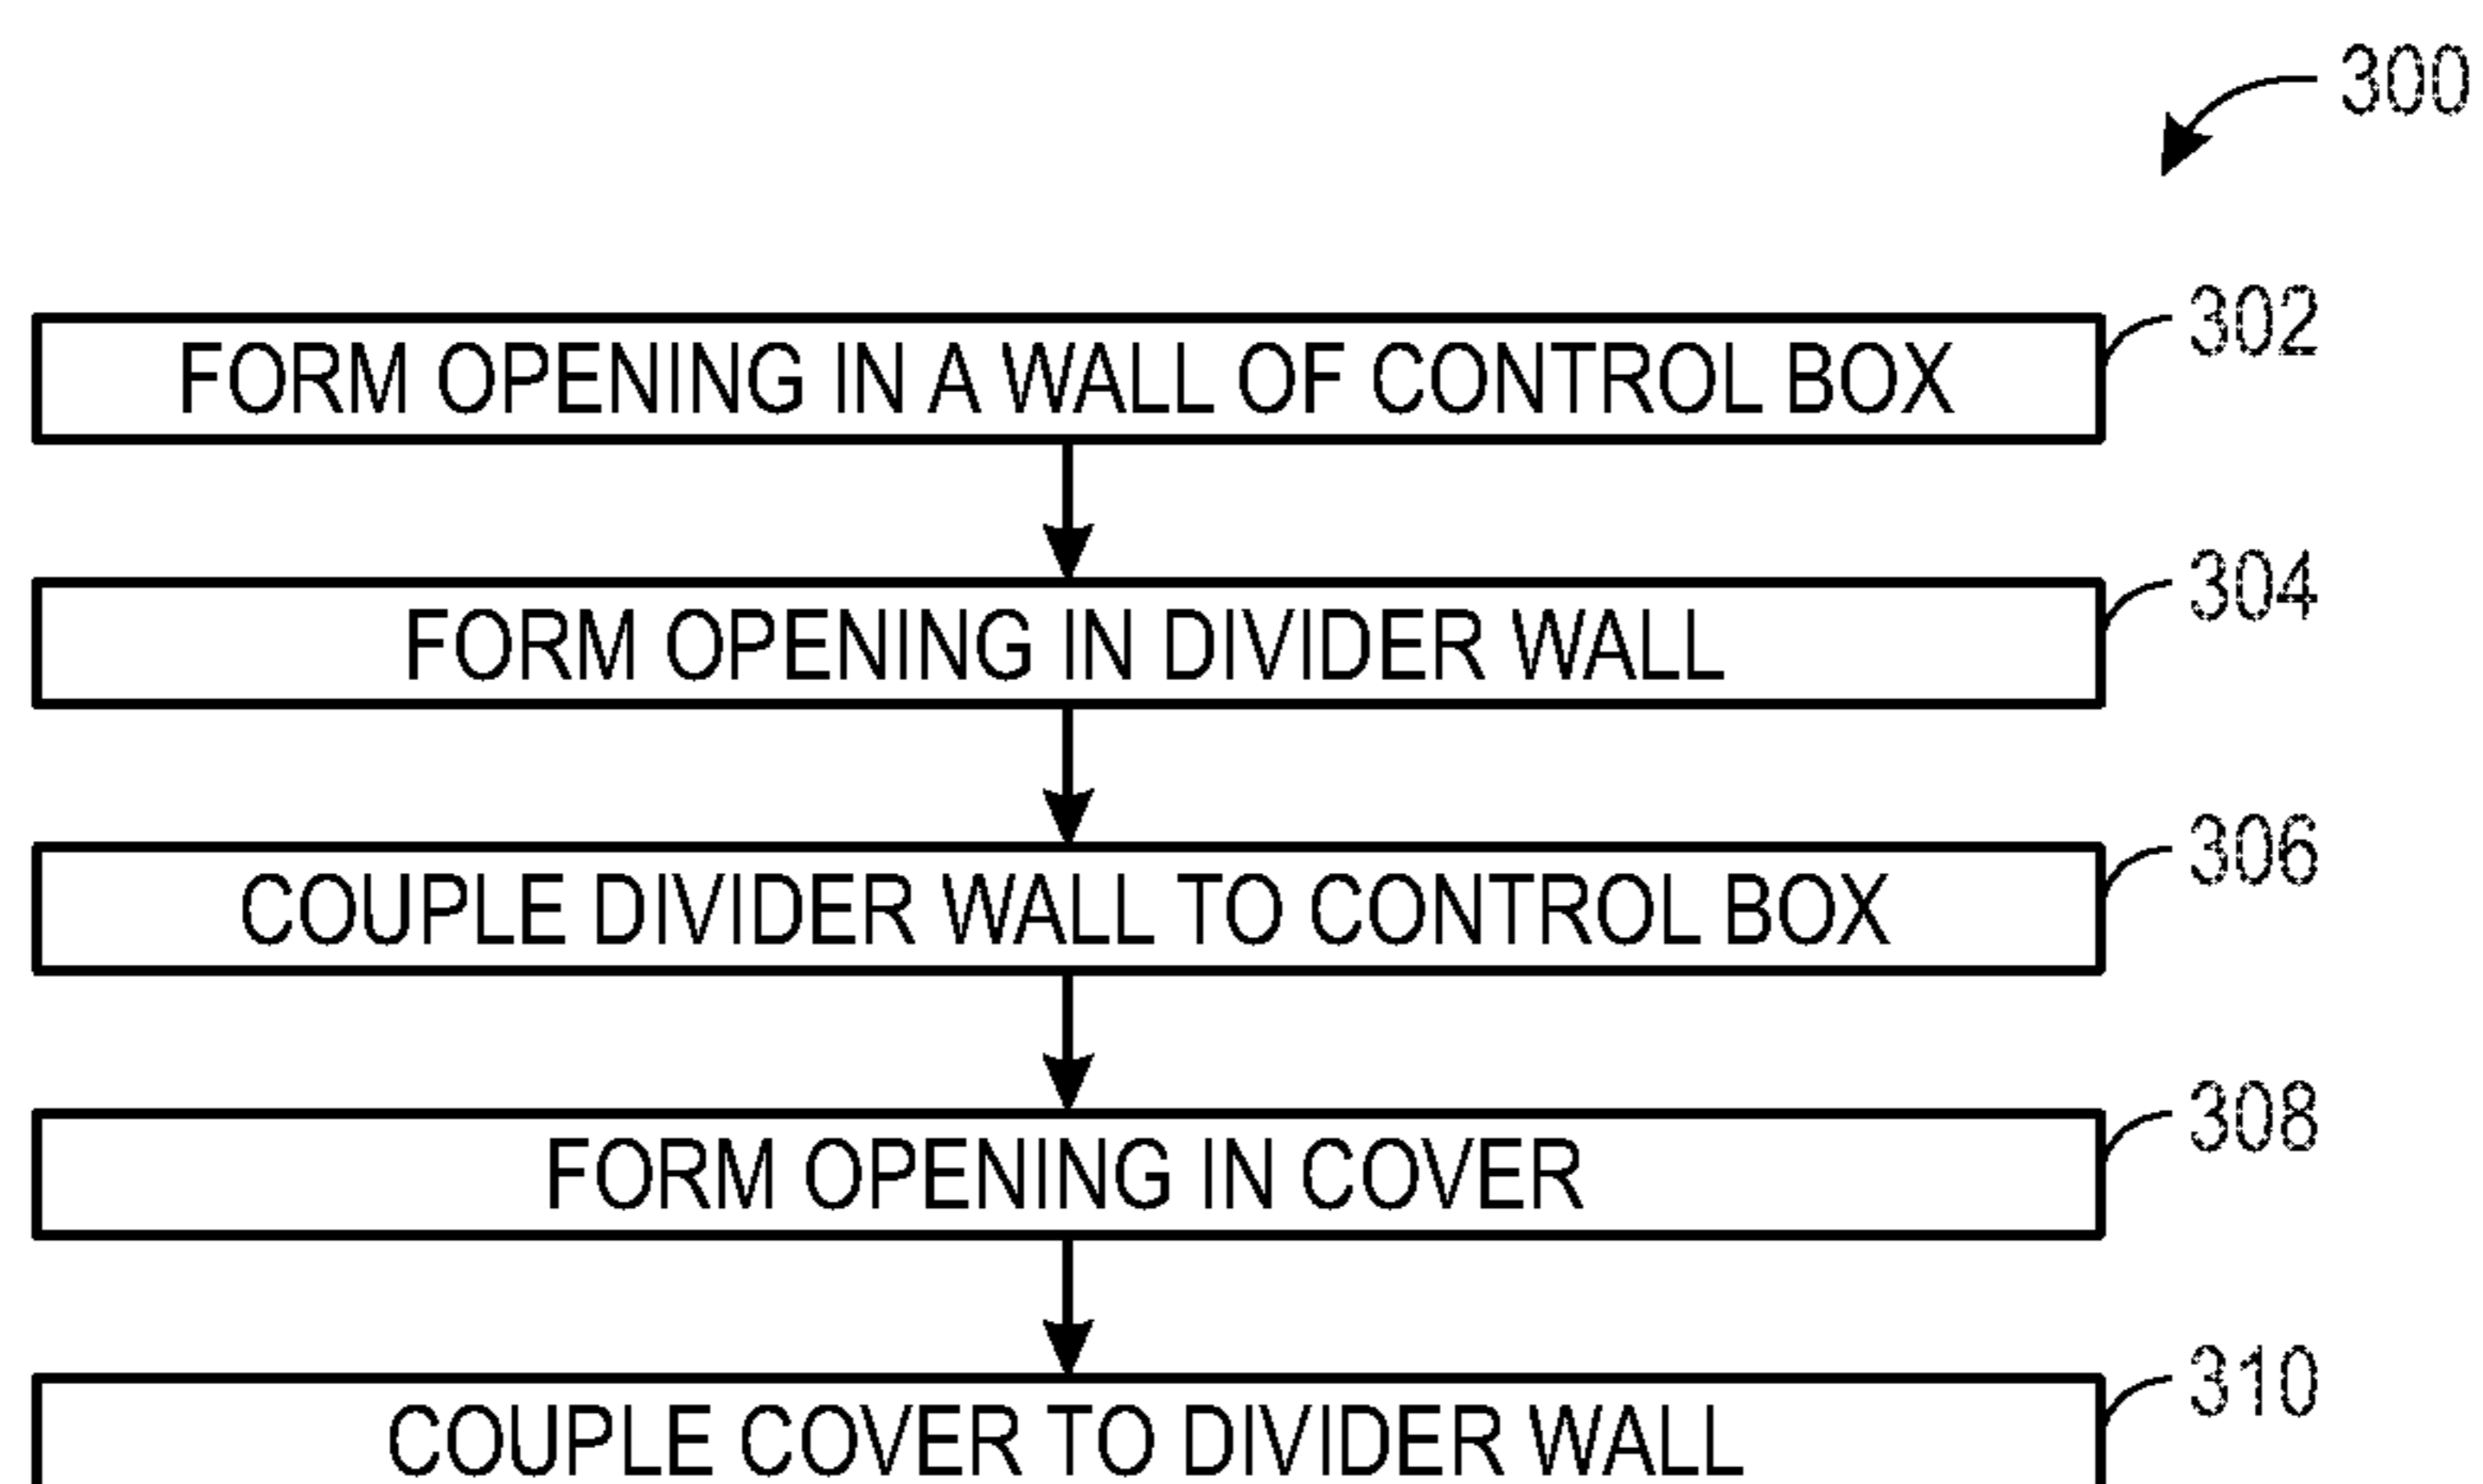 300
FORM OPENING IN A WALL OF CONTROL BOX
302
FORM OPENING IN DIVIDER WALL
304
COUPLE DIVIDER WALL TO CONTROL BOX
306
FORM OPENING IN COVER
308
COUPLE COVER TO DIVIDER WALL
310